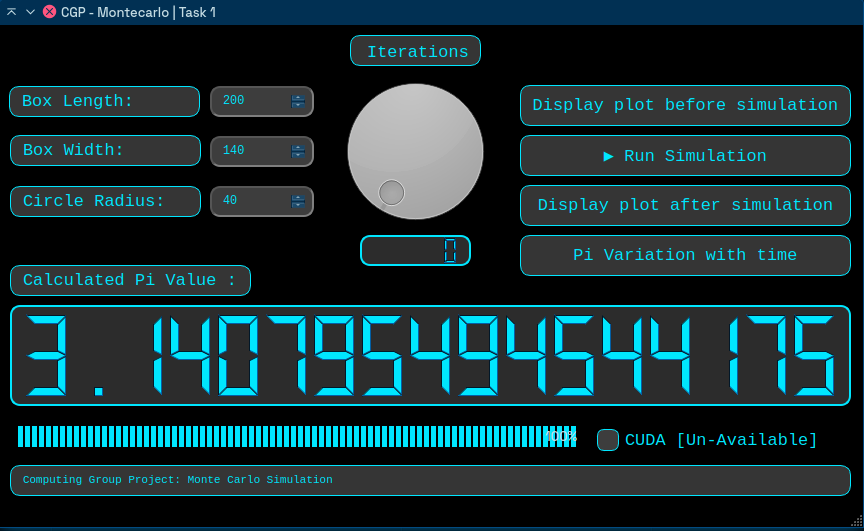 CGP - Montecarlo | Task 1
Iterations
Box Length:
200
Display plot before simulation
Box Width:
140
▶ Run Simulation
Circle Radius:
40
Display plot after simulation
0
Pi Variation with time
Calculated Pi Value :
3.140795494544175
100%
CUDA [Un-Available]
Computing Group Project: Monte Carlo Simulation